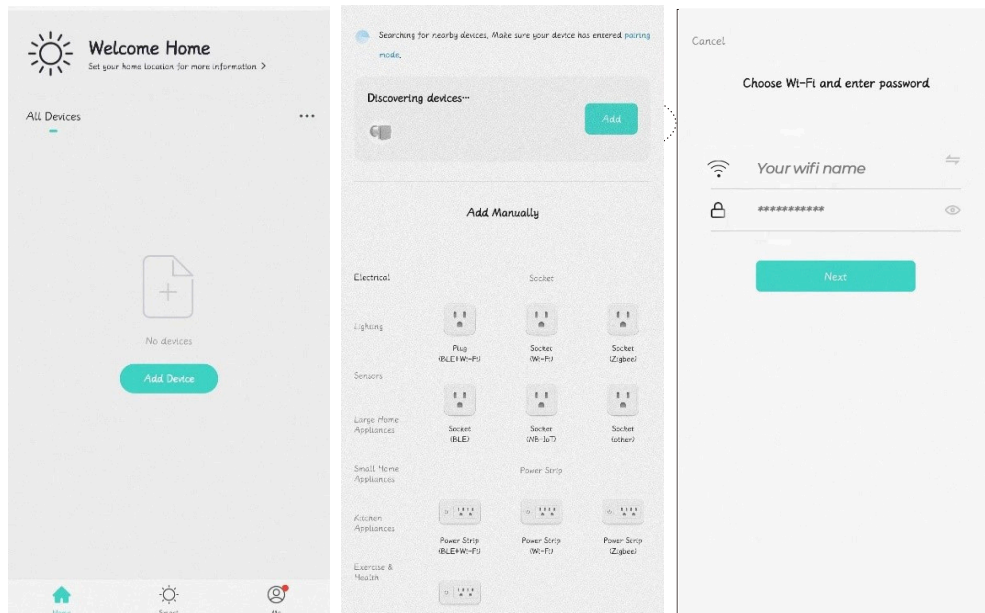 Welcome Home
Set your home location for more information >
All Devices
No devices
Add Device
Home
Smart
Me
Searching for nearby devices. Make sure your device has entered pairing
mode.
Discovering devices...
Add
Add Manually
Electrical
Lighting
Sensors
Large Home
Appliances
Small Home
Appliances
Kitchen
Appliances
Exercise &
Health
Socket
Plug
(BLE+Wi-Fi)
Socket
(Wi-Fi)
Socket
(Zigbee)
Socket
(BLE)
Socket
(NB-IoT)
Socket
(other)
Power Strip
Power Strip
(BLE+Wi-Fi)
Power Strip
(Wi-Fi)
Power Strip
(Zigbee)
Cancel
Choose Wi-Fi and enter password
Your wifi name
***********
Next